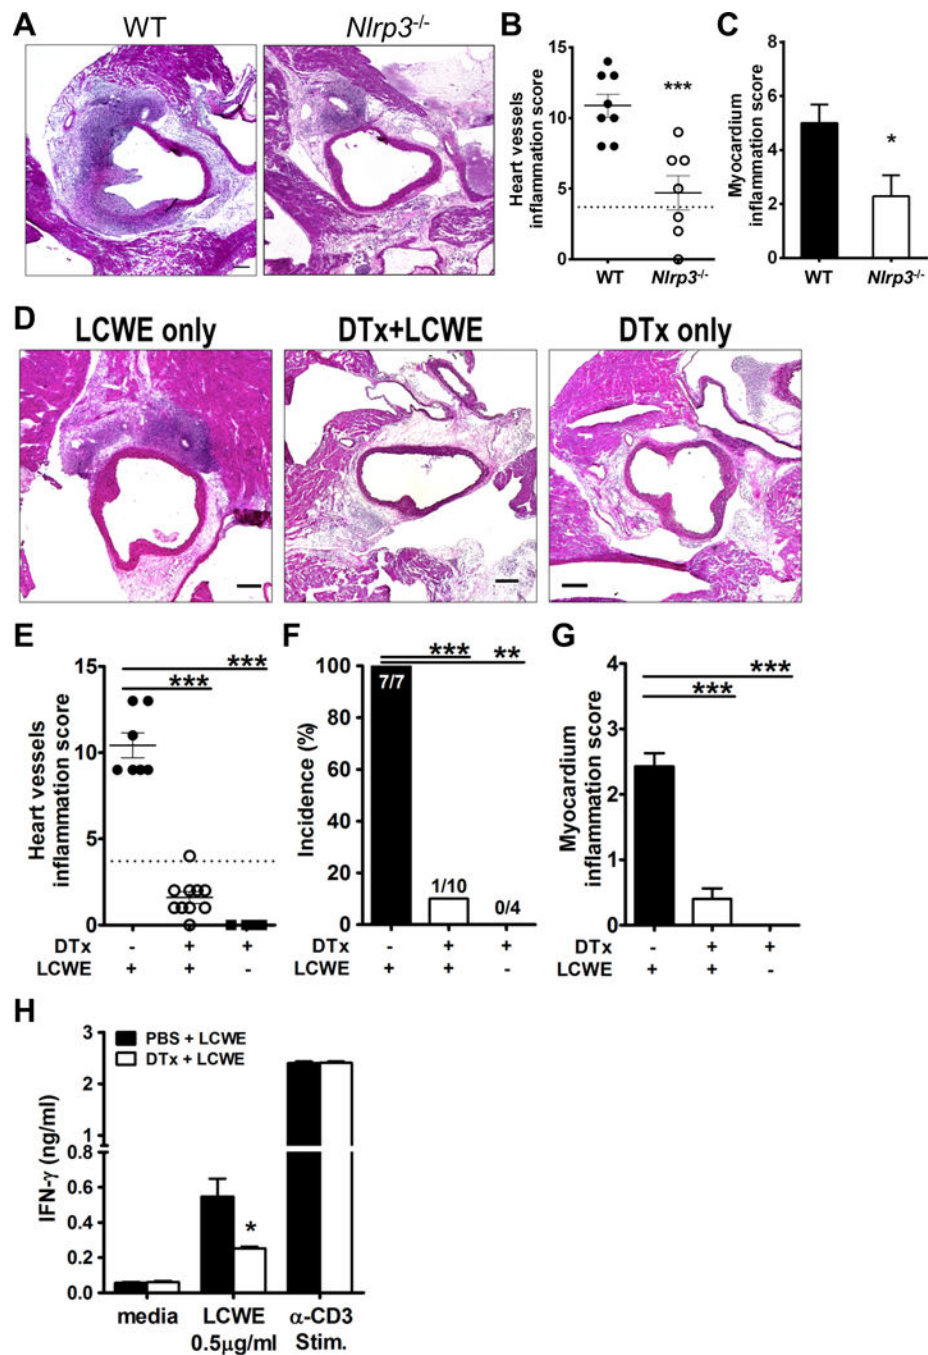 A
WT
Nlrp3-/-
B
Heart vessels
inflammation score
15
10
5
0
***
WT
Nlrp3-/-
C
Myocardium
inflammation score
8
6
4
2
0
*
WT
Nlrp3-/-
D
LCWE only
DTx+LCWE
DTx only
E
Heart vessels
inflammation score
15
10
5
0
***
***
DTx - + +
LCWE + + -
F
Incidence (%)
100
80
60
40
20
0
*** **
7/7
1/10
0/4
DTx - + +
LCWE + + -
G
Myocardium
inflammation score
4
3
2
1
0
***
***
DTx - + +
LCWE + + -
H
PBS + LCWE
DTx + LCWE
IFN-γ (ng/ml)
3
2
1
0.8
0.6
0.4
0.2
0.0
*
media
LCWE
0.5μg/ml
α-CD3
Stim.